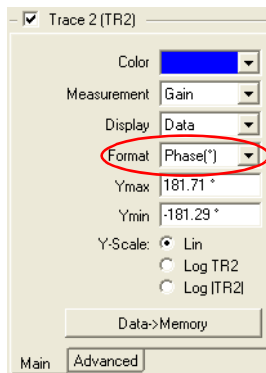 Trace 2 (TR2)
Color
Measurement Gain
Display Data
Format Phase(°)
Ymax 181.71 °
Ymin -181.29 °
Y-Scale: Lin
Log TR2
Log |TR2|
Data->Memory
Main Advanced